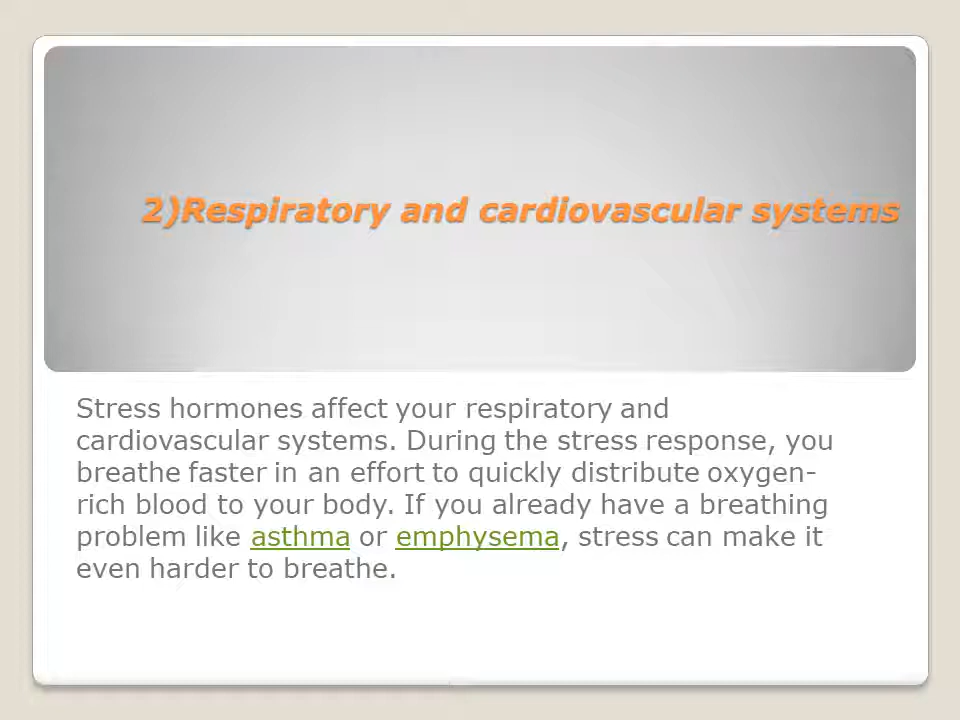 2)Respiratory and cardiovascular systems
Stress hormones affect your respiratory and
cardiovascular systems. During the stress response, you
breathe faster in an effort to quickly distribute oxygen-
rich blood to your body. If you already have a breathing
problem like asthma or emphysema, stress can make it
even harder to breathe.